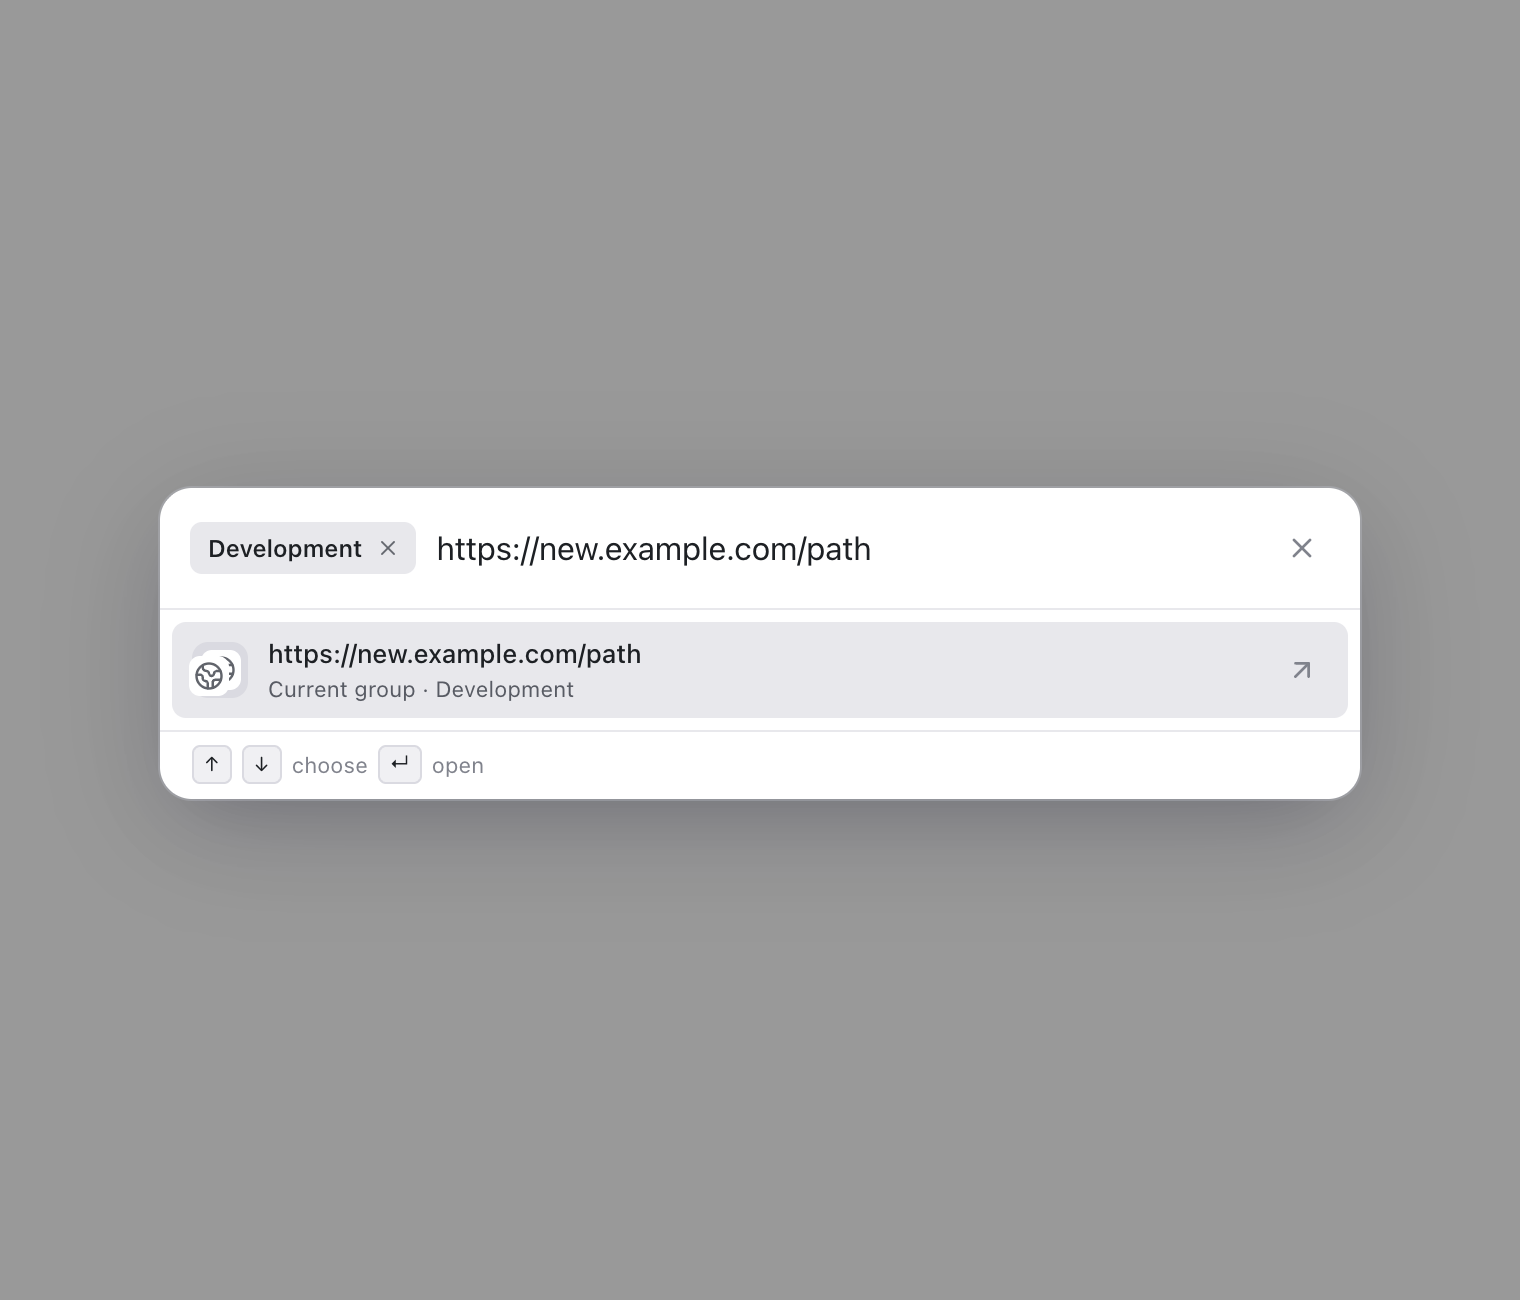 Development https://new.example.com/path
https://new.example.com/path
Current group · Development
↑ ↓ choose ↵ open